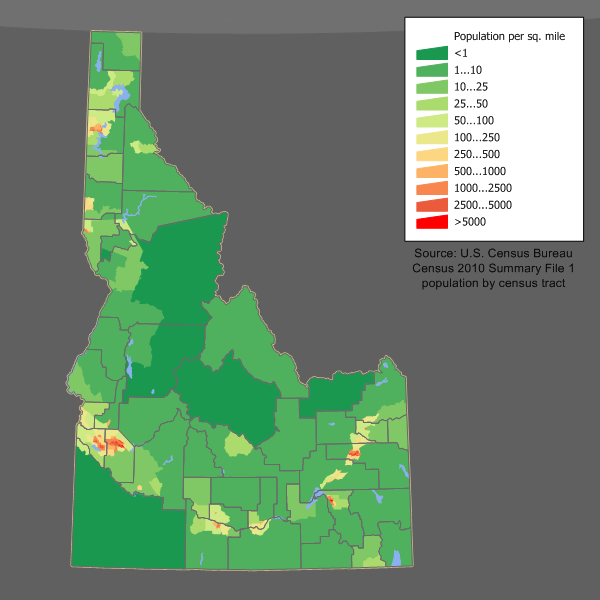 Population per sq. mile
<1
1...10
10...25
25...50
50...100
100...250
250...500
500...1000
1000...2500
2500...5000
>5000
Source: U.S. Census Bureau
Census 2010 Summary File 1
population by census tract